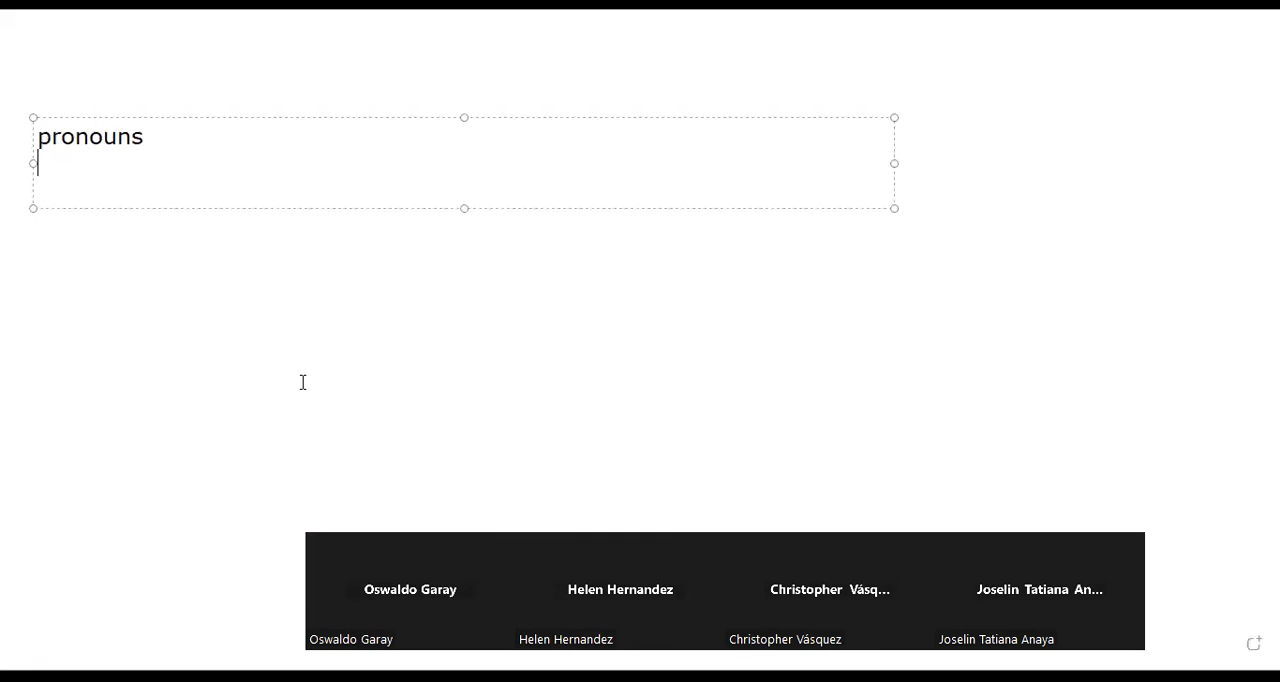 pronouns
Oswaldo Garay
Helen Hernandez
Christopher Vásq...
Joselin Tatiana An...
Oswaldo Garay
Helen Hernandez
Christopher Vásquez
Joselin Tatiana Anaya